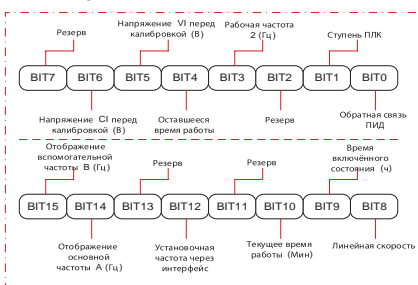 Резерв
Напряжение VI перед
калибровкой (В)
Рабочая частота
2 (Гц)
Ступень ПЛК
BIT7 BIT6 BIT5 BIT4 BIT3 BIT2 BIT1 BIT0
Напряжение CI перед
калибровкой (В)
Оставшееся
время работы
Резерв
Обратная связь
ПИД
Отображение
вспомогательной
частоты B (Гц)
Резерв
Резерв
Время
включённого
состояния (ч)
BIT15 BIT14 BIT13 BIT12 BIT11 BIT10 BIT9 BIT8
Отображение
основной
частоты A (Гц)
Установочная
частота через
интерфейс
Текущее время
работы (Мин)
Линейная скорость